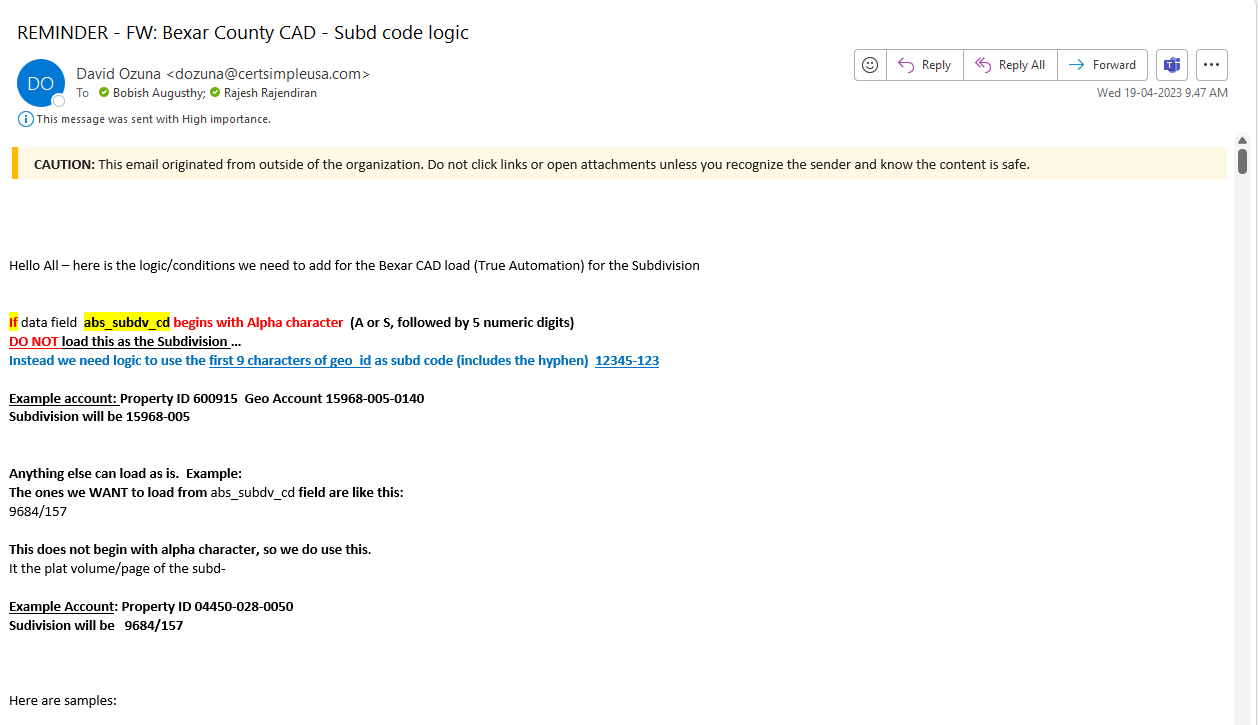 REMINDER - FW: Bexar County CAD - Subd code logic
DO
David Ozuna <dozuna@certsimpleusa.com>
To Bobish Augusthy; Rajesh Rajendiran
Reply
Reply All
Forward
Wed 19-04-2023 9.47 AM
This message was sent with High importance.
CAUTION: This email originated from outside of the organization. Do not click links or open attachments unless you recognize the sender and know the content is safe.
Hello All – here is the logic/conditions we need to add for the Bexar CAD load (True Automation) for the Subdivision
If data field abs_subdv_cd begins with Alpha character (A or S, followed by 5 numeric digits)
DO NOT load this as the Subdivision ...
Instead we need logic to use the first 9 characters of geo_id as subd code (includes the hyphen) 12345-123
Example account: Property ID 600915 Geo Account 15968-005-0140
Subdivision will be 15968-005
Anything else can load as is. Example:
The ones we WANT to load from abs_subdv_cd field are like this:
9684/157
This does not begin with alpha character, so we do use this.
It the plat volume/page of the subd-
Example Account: Property ID 04450-028-0050
Sudivision will be 9684/157
Here are samples: